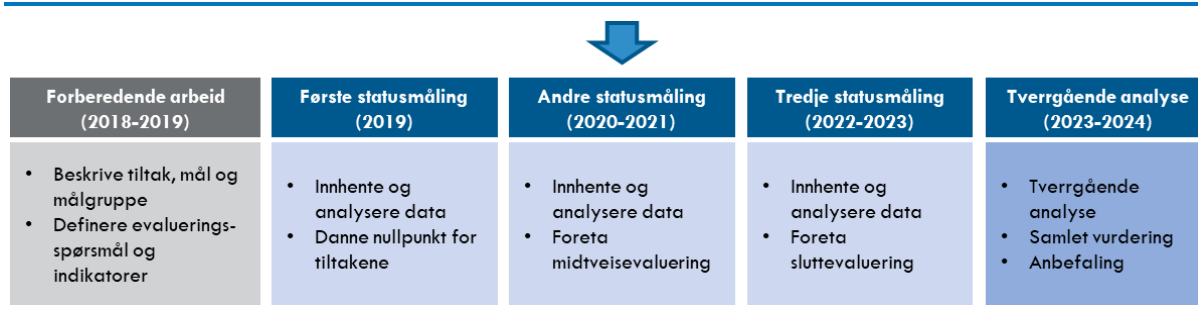 Forberedende arbeid
(2018-2019)
• Beskrive tiltak, mål og
målgruppe
• Definere evaluerings-
spørsmål og
indikatorer
Første statusmåling
(2019)
• Innhente og
analysere data
• Danne nullpunkt for
tiltakene
Andre statusmåling
(2020-2021)
• Innhente og
analysere data
• Foreta
midtveisevaluering
Tredje statusmåling
(2022-2023)
• Innhente og
analysere data
• Foreta
sluttevaluering
Tverrgående analyse
(2023-2024)
• Tverrgående
analyse
• Samlet vurdering
• Anbefaling